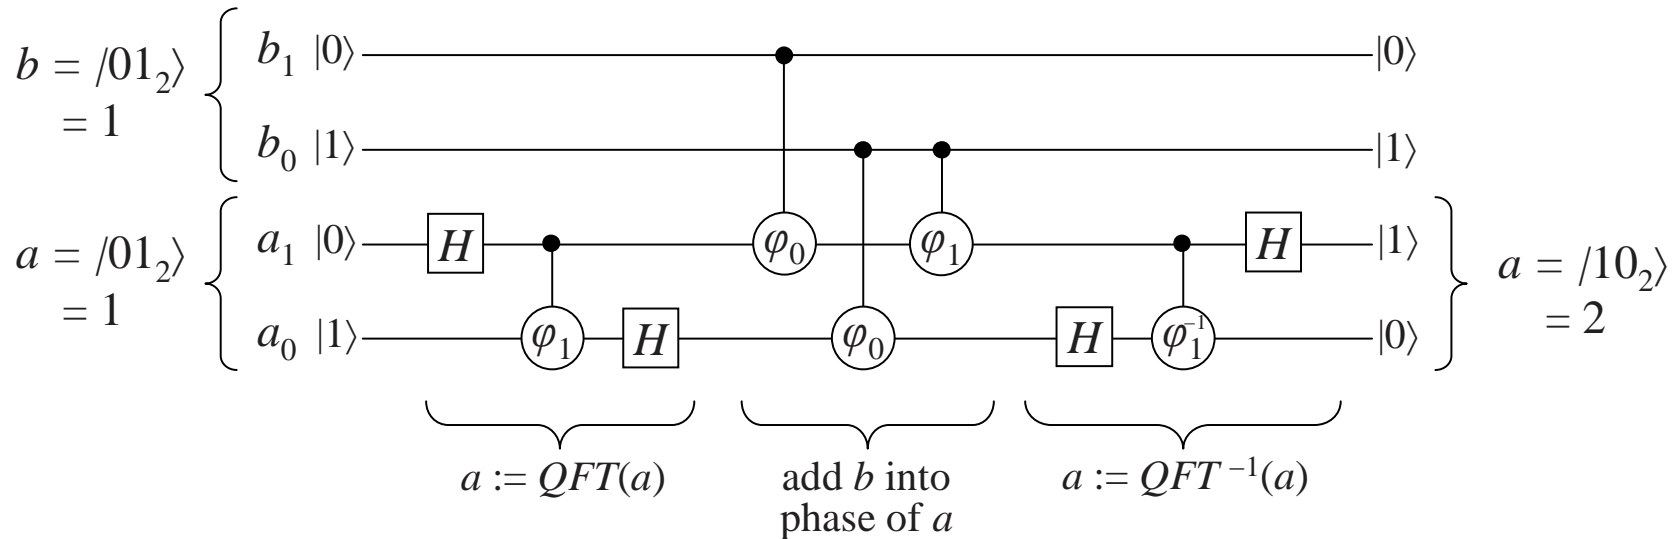 b = |01₂⟩
= 1
b₁ |0⟩
|0⟩
b₀ |1⟩
|1⟩
φ₀
φ₁
a = |01₂⟩
= 1
a₁ |0⟩
H
H
|1⟩
a₀ |1⟩
φ₁
H
φ₀
H
φ₁⁻¹
|0⟩
a = |10₂⟩
= 2
a := QFT(a)
add b into
phase of a
a := QFT ⁻¹(a)